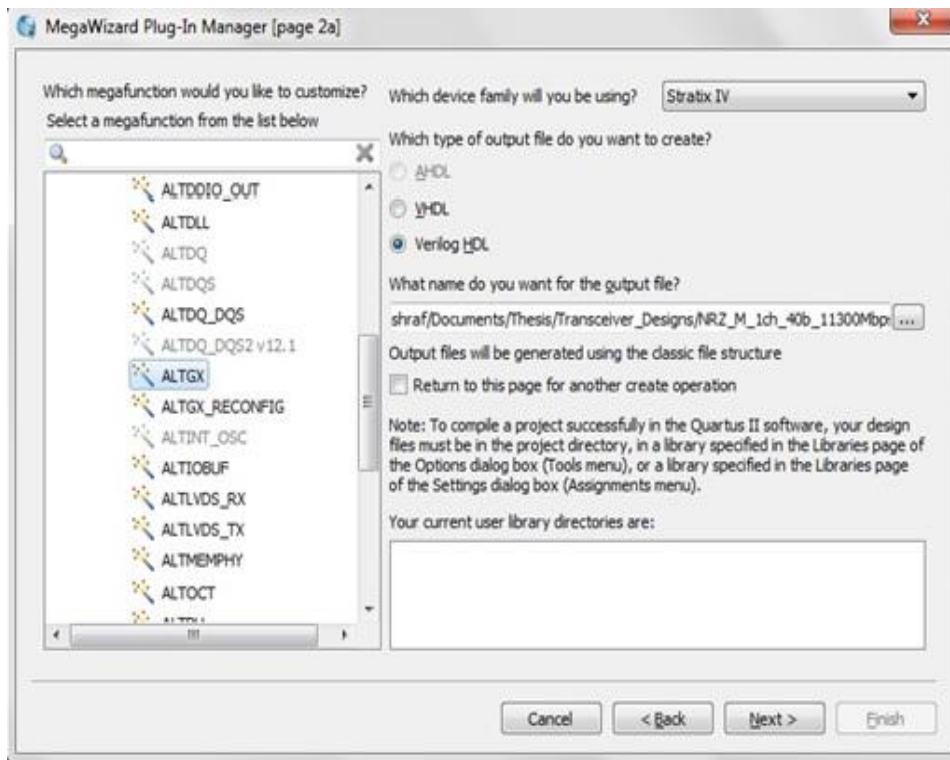 MegaWizard Plug-In Manager [page 2a]
Which megafunction would you like to customize?
Select a megafunction from the list below
ALTDDIO_OUT
ALTDLL
ALTDQ
ALTDQS
ALTDQ_DQS
ALTDQ_DQS2 v12.1
ALTGX
ALTGX_RECONFIG
ALTINT_OSC
ALTIOBUF
ALTLVDS_RX
ALTLVDS_TX
ALTMEMPHY
ALTOCT
Which device family will you be using?
Stratix IV
Which type of output file do you want to create?
AHDL
VHDL
Verilog HDL
What name do you want for the output file?
shraf/Documents/Thesis/Transceiver_Designs/NRZ_M_1ch_40b_11300Mbp
...
Output files will be generated using the classic file structure
Return to this page for another create operation
Note: To compile a project successfully in the Quartus II software, your design
files must be in the project directory, in a library specified in the Libraries page of
the Options dialog box (Tools menu), or a library specified in the Libraries page
of the Settings dialog box (Assignments menu).
Your current user library directories are:
Cancel
< Back
Next >
Finish